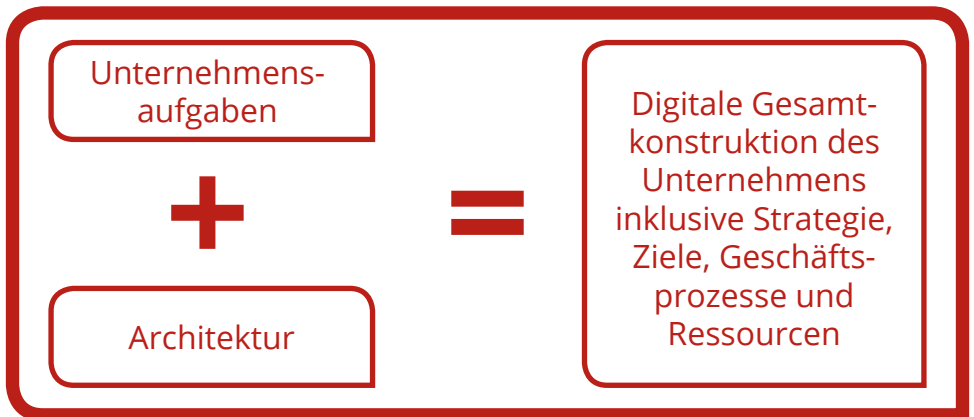 Unternehmens-
aufgaben
+
Architektur
=
Digitale Gesamt-
konstruktion des
Unternehmens
inklusive Strategie,
Ziele, Geschäfts-
prozesse und
Ressourcen